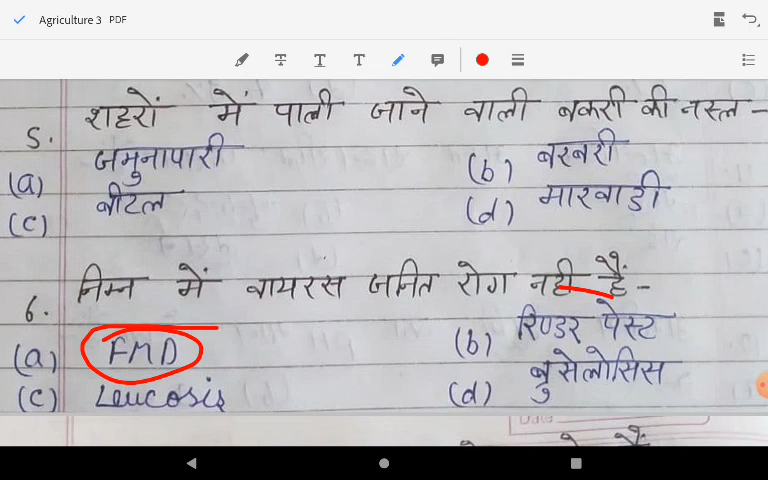 Agriculture 3 PDF
5. शहरों में पाली जाने वाली बकरी की नस्ल -
(a) जमुनापारी (b) बरबरी
(c) बीटल (d) मारवाडी
6. निम्न में वायरस जनित रोग नही है -
(a) FMD (b) रिण्डर पेस्ट
(c) Leucosis (d) ब्रुसेलोसिस